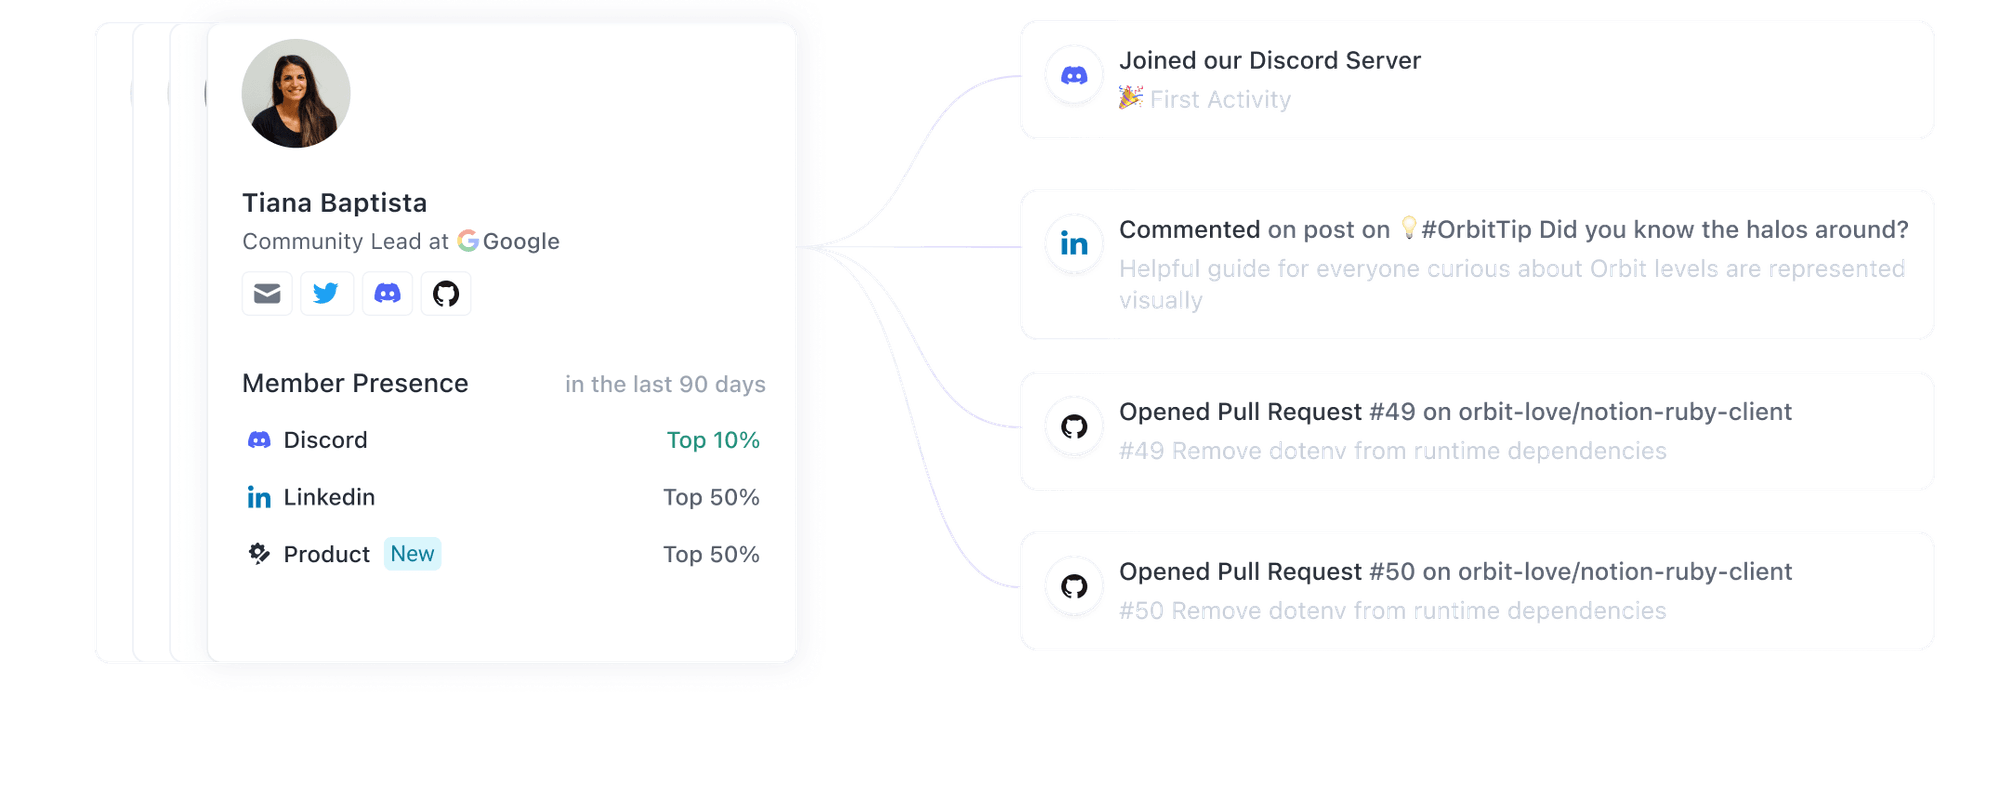 Tiana Baptista
Community Lead at Google
Member Presence in the last 90 days
Discord Top 10%
Linkedin Top 50%
Product New Top 50%
Joined our Discord Server
🎉 First Activity
Commented on post on 💡#OrbitTip Did you know the halos around?
Helpful guide for everyone curious about Orbit levels are represented
visually
Opened Pull Request #49 on orbit-love/notion-ruby-client
#49 Remove dotenv from runtime dependencies
Opened Pull Request #50 on orbit-love/notion-ruby-client
#50 Remove dotenv from runtime dependencies